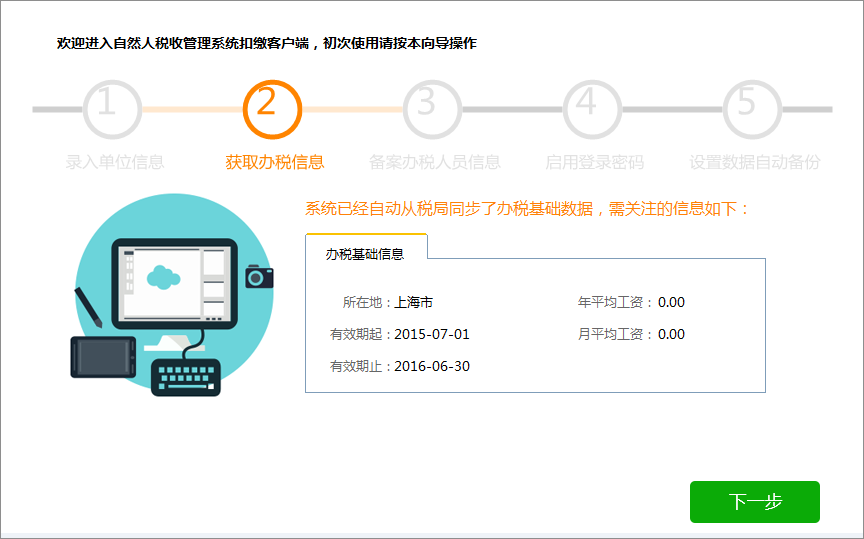 欢迎进入自然人税收管理系统扣缴客户端，初次使用请按本向导操作
1 2 3 4 5
录入单位信息 获取办税信息 备案办税人员信息 启用登录密码 设置数据自动备份
系统已经自动从税局同步了办税基础数据，需关注的信息如下：
办税基础信息
所在地：上海市 年平均工资：0.00
有效期起：2015-07-01 月平均工资：0.00
有效期止：2016-06-30
下一步